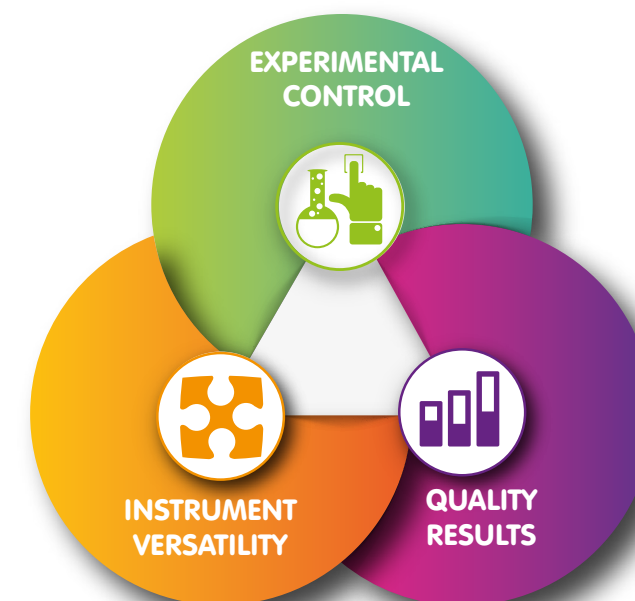 EXPERIMENTAL
CONTROL
INSTRUMENT
VERSATILITY
QUALITY
RESULTS